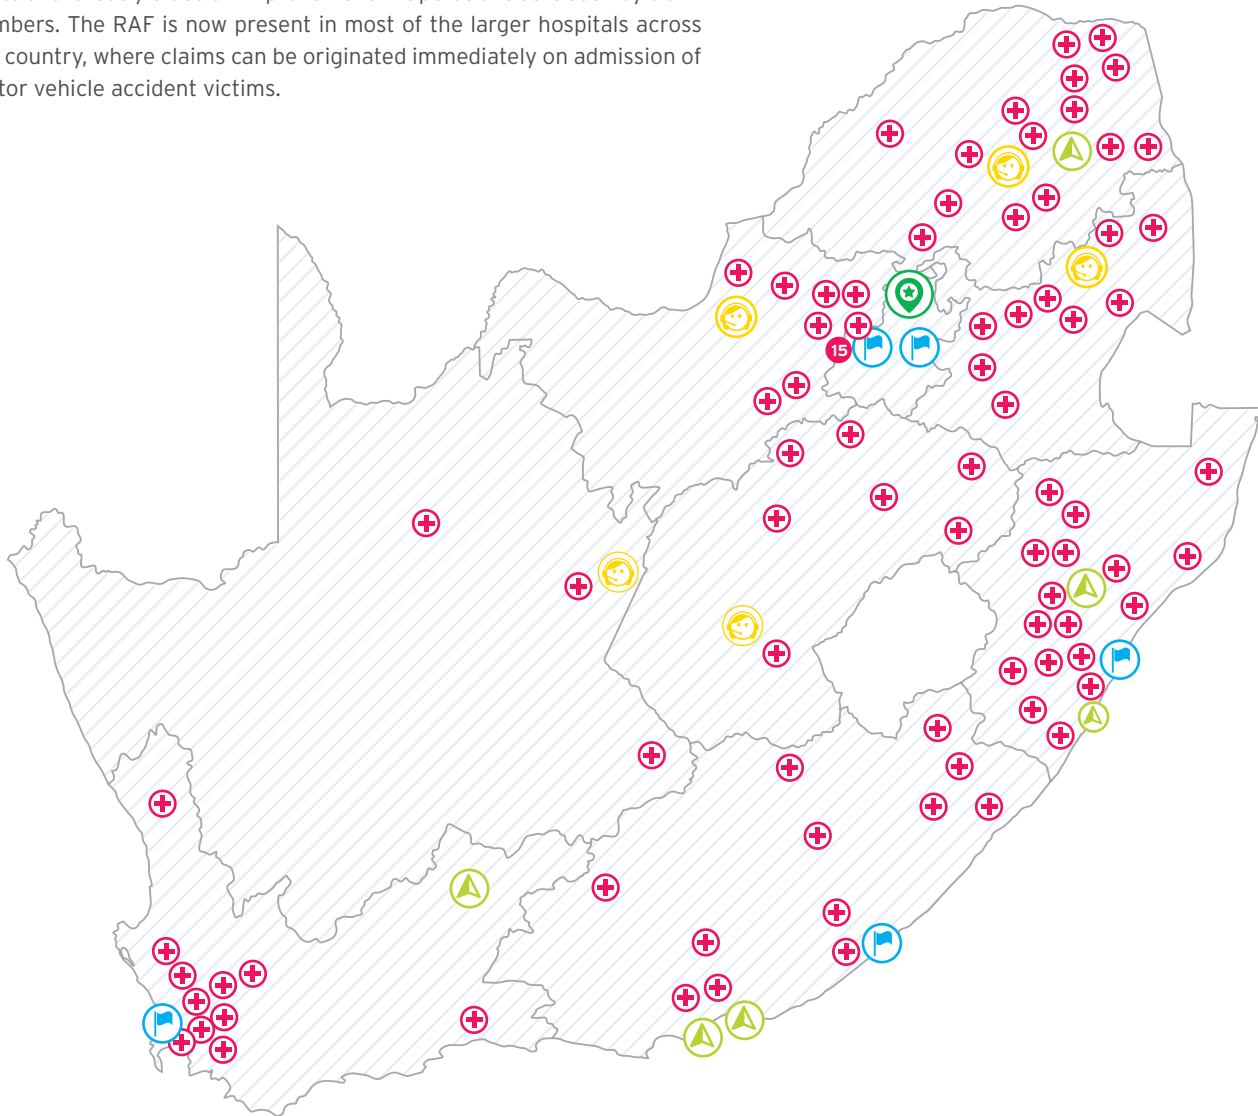 mbers. The RAF is now present in most of the larger hospitals across
country, where claims can be originated immediately on admission of
tor vehicle accident victims.
15